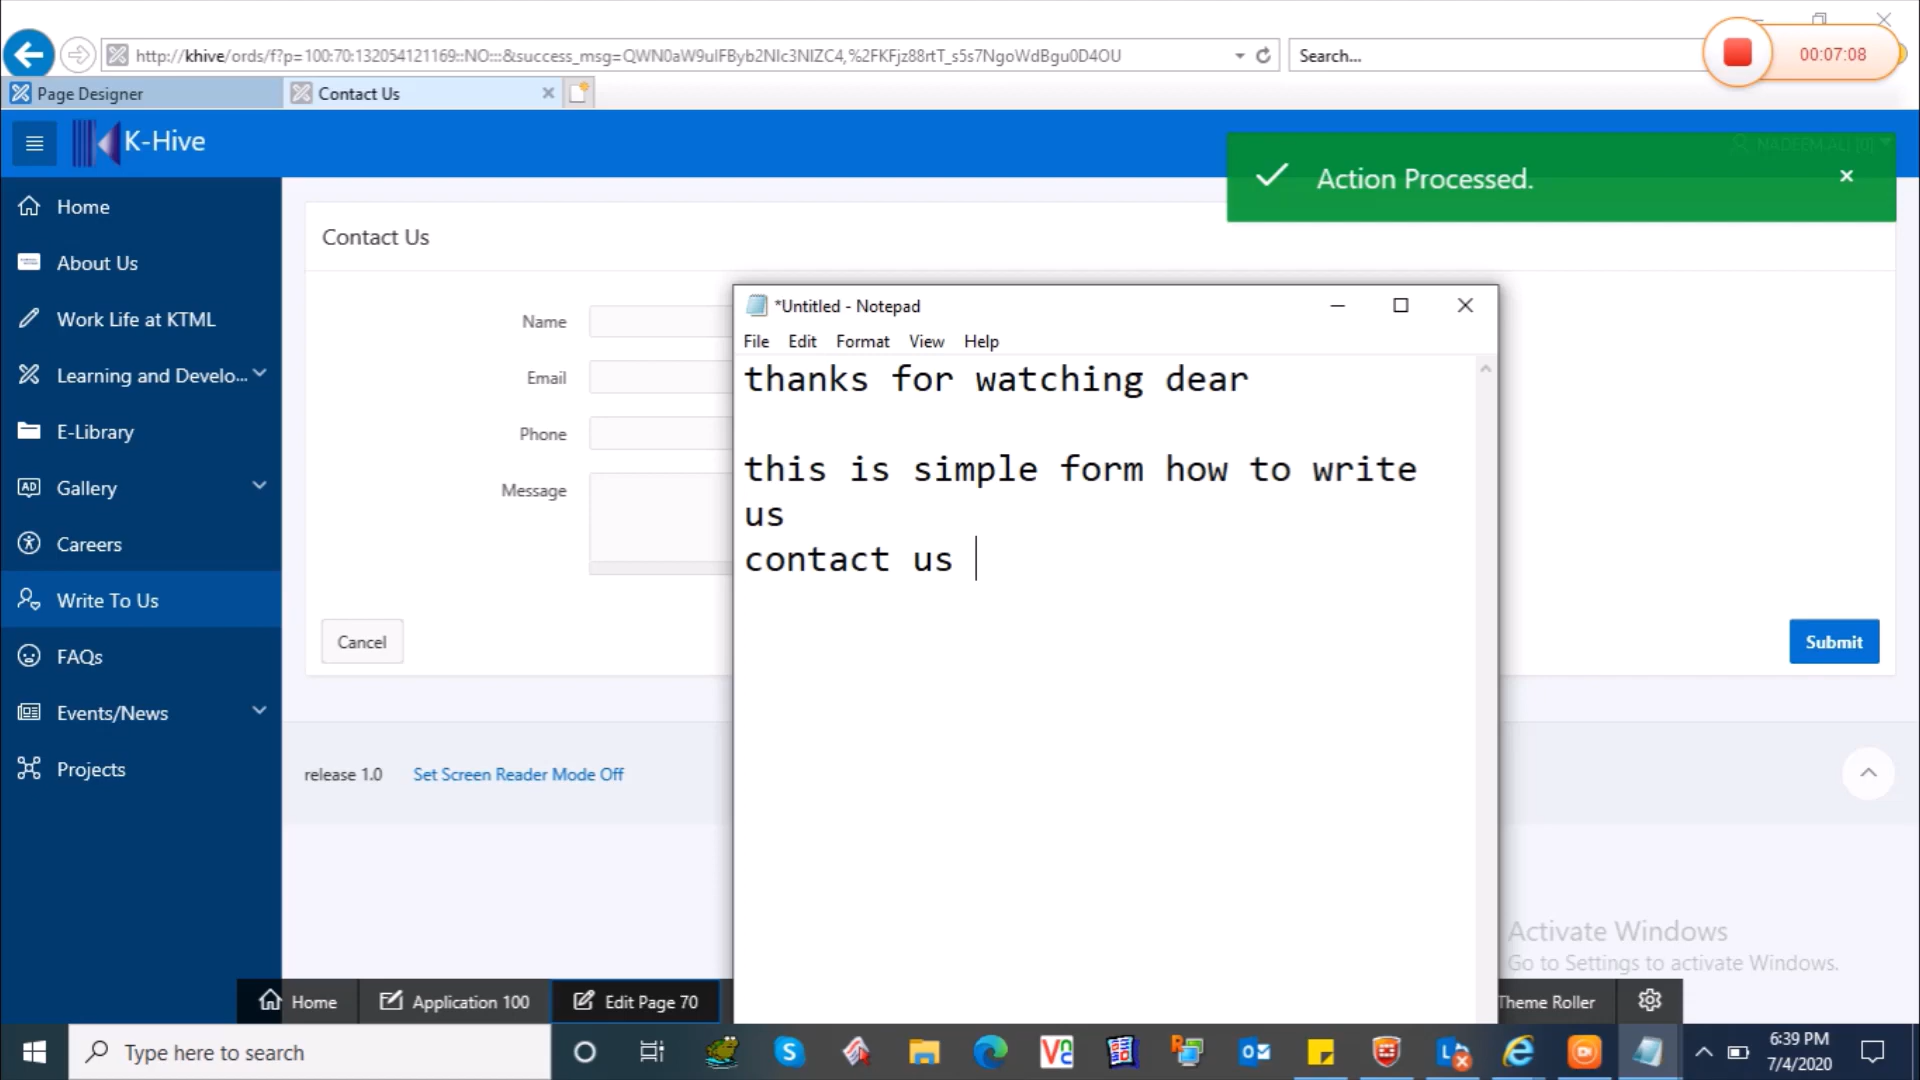 http://khive/ords/f?p=100:70:132054121169::NO:::&success_msg=
Search...
00:07:08
Page Designer
Contact Us
K-Hive
NADEEM.ALI [0]
Action Processed.
Home
About Us
Work Life at KTML
Learning and Develo...
E-Library
Gallery
Careers
Write To Us
FAQs
Events/News
Projects
Contact Us
Name
Email
Phone
Message
Cancel
Submit
*Untitled - Notepad
File Edit Format View Help
thanks for watching dear
this is simple form how to write
us
contact us
release 1.0 Set Screen Reader Mode Off
Activate Windows
Go to Settings to activate Windows.
Home
Application 100
Edit Page 70
Theme Roller
Type here to search
6:39 PM
7/4/2020